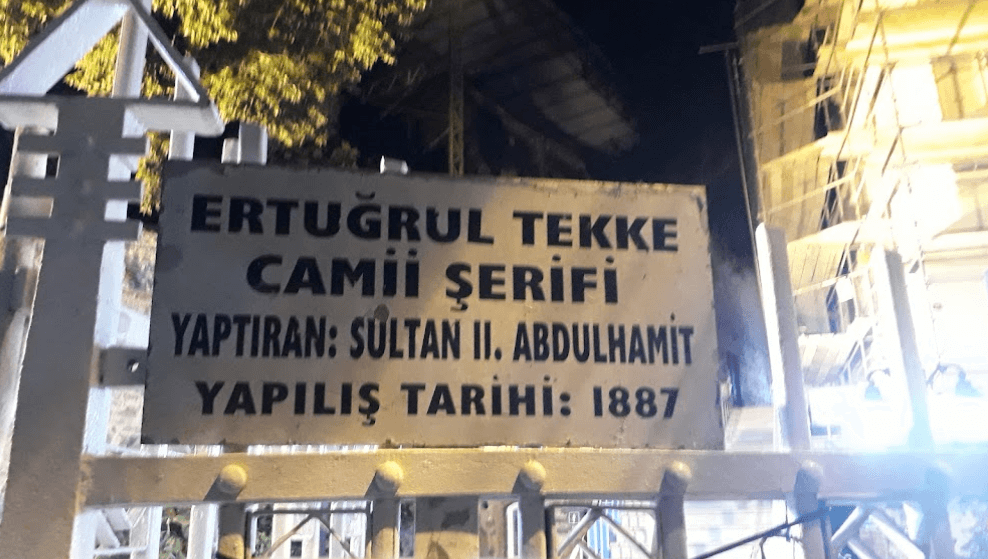 ERTUĞRUL TEKKE
CAMİİ ŞERİFİ
YAPTIRAN: SULTAN II. ABDULHAMİT
YAPILIŞ TARİHİ: 1887